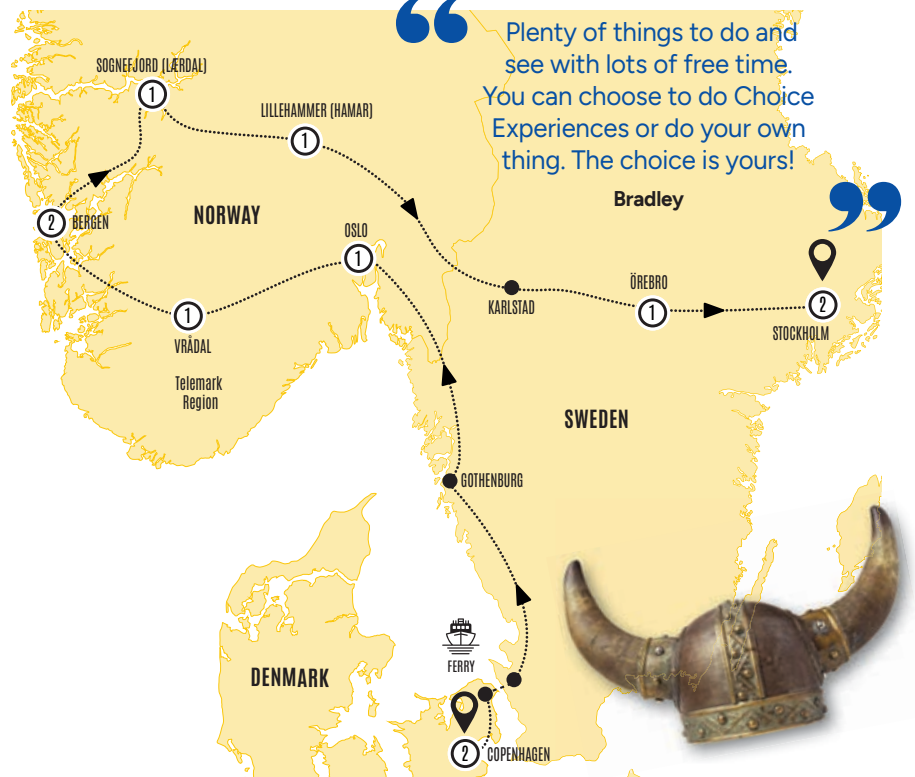 “
Plenty of things to do and
see with lots of free time.
You can choose to do Choice
Experiences or do your own
thing. The choice is yours!
”
Bradley
SOGNEFJORD (LÆRDAL)
1
LILLEHAMMER (HAMAR)
1
NORWAY
2 BERGEN
OSLO
1
1
VRÅDAL
Telemark
Region
KARLSTAD
ÖREBRO
1
2
STOCKHOLM
SWEDEN
GOTHENBURG
DENMARK
FERRY
2 COPENHAGEN